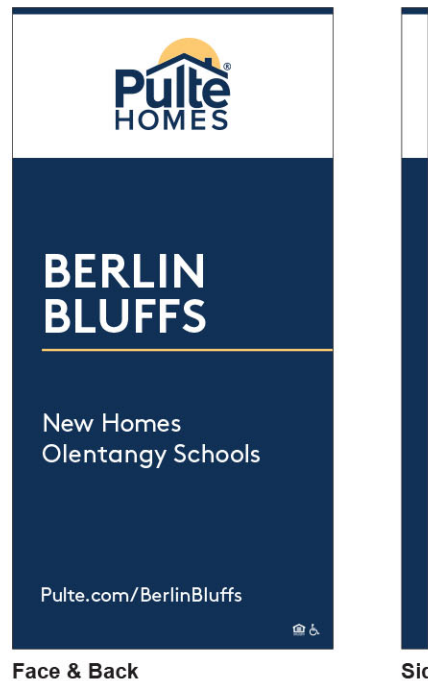 Pulte®
HOMES
BERLIN
BLUFFS
New Homes
Olentangy Schools
Pulte.com/BerlinBluffs
Face & Back